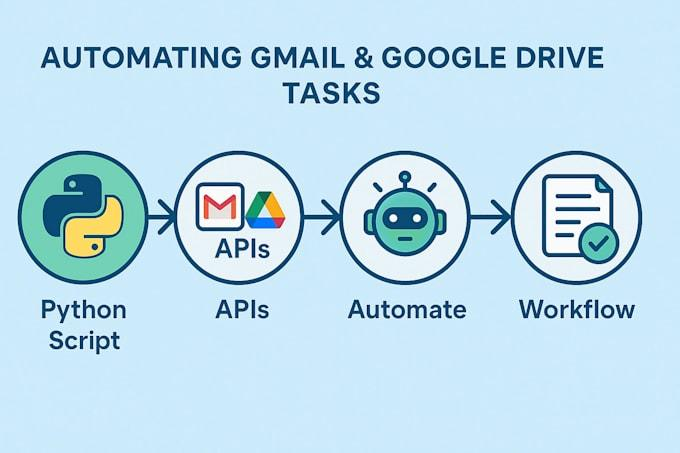 AUTOMATING GMAIL & GOOGLE DRIVE
TASKS
APIs
Python
Script
APIs
Automate
Workflow